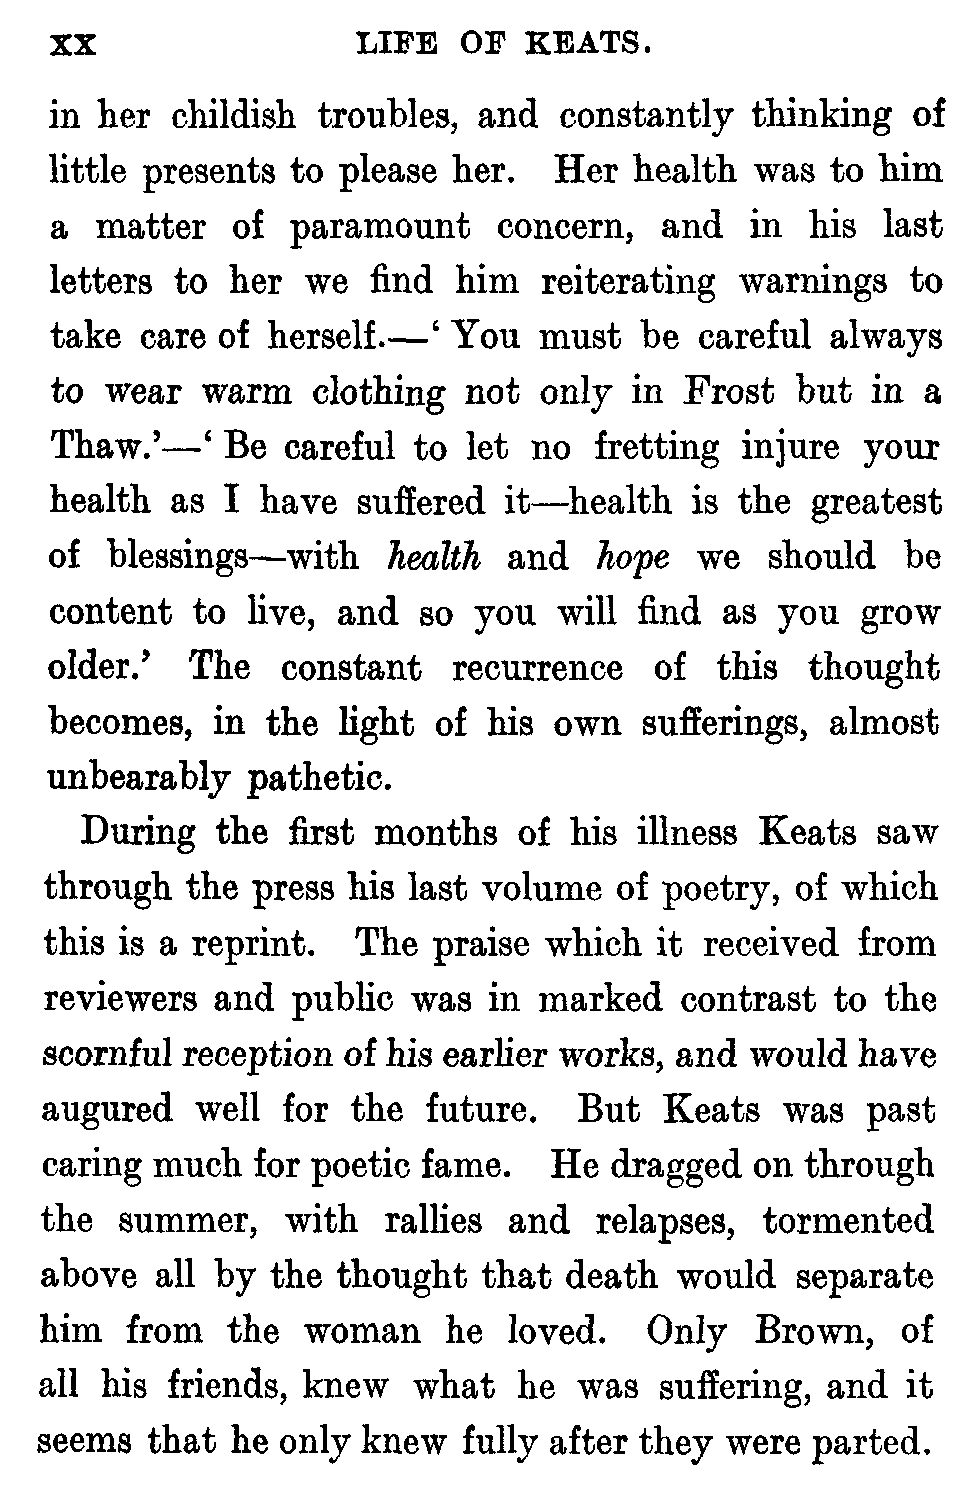 xx LIFE OF KEATS.
in her childish troubles, and constantly thinking of
little presents to please her. Her health was to him
a matter of paramount concern, and in his last
letters to her we find him reiterating warnings to
take care of herself.—‘ You must be careful always
to wear warm clothing not only in Frost but in a
Thaw.’—‘ Be careful to let no fretting injure your
health as I have suffered it—health is the greatest
of blessings—with health and hope we should be
content to live, and so you will find as you grow
older.’ The constant recurrence of this thought
becomes, in the light of his own sufferings, almost
unbearably pathetic.
During the first months of his illness Keats saw
through the press his last volume of poetry, of which
this is a reprint. The praise which it received from
reviewers and public was in marked contrast to the
scornful reception of his earlier works, and would have
augured well for the future. But Keats was past
caring much for poetic fame. He dragged on through
the summer, with rallies and relapses, tormented
above all by the thought that death would separate
him from the woman he loved. Only Brown, of
all his friends, knew what he was suffering, and it
seems that he only knew fully after they were parted.